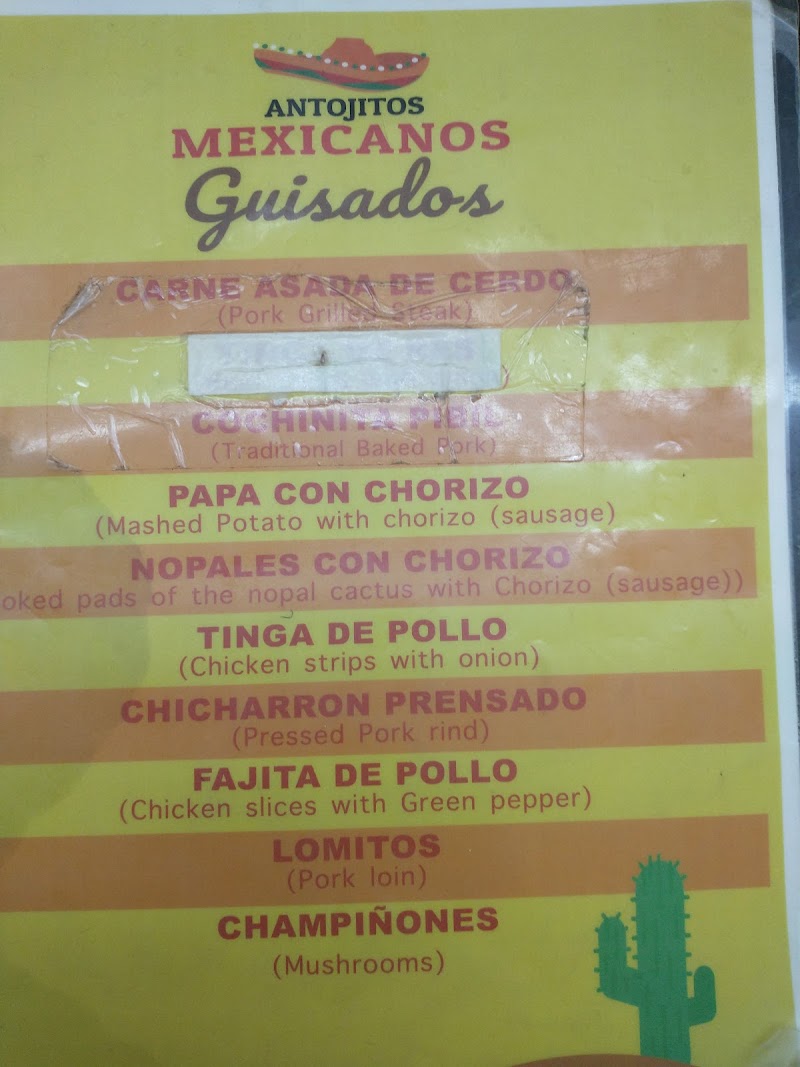 ANTOJITOS
MEXICANOS
Guisados
CARNE ASADA DE CERDO
(Pork Grilled Steak)
COCHINITA PIBIL
(Traditional Baked Pork)
PAPA CON CHORIZO
(Mashed Potato with chorizo (sausage)
NOPALES CON CHORIZO
oked pads of the nopal cactus with Chorizo (sausage))
TINGA DE POLLO
(Chicken strips with onion)
CHICHARRON PRENSADO
(Pressed Pork rind)
FAJITA DE POLLO
(Chicken slices with Green pepper)
LOMITOS
(Pork loin)
CHAMPIÑONES
(Mushrooms)